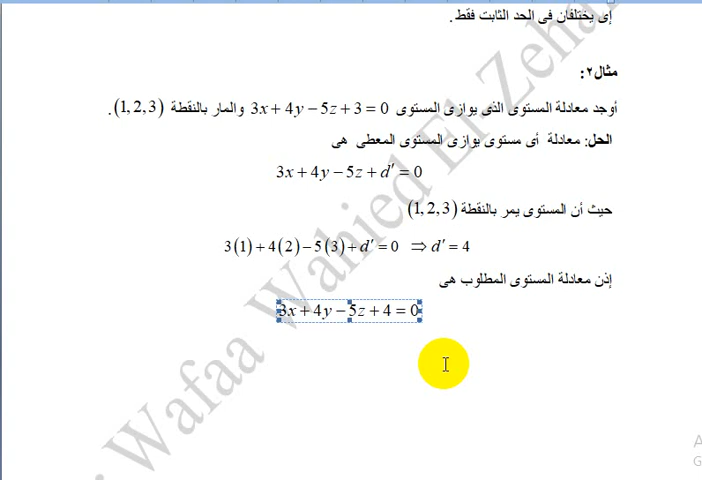 إى يختلفان فى الحد الثابت فقط .
مثال٢:
أوجد معادلة المستوى الذى يوازى المستوى 3x + 4y − 5z + 3 = 0 والمار بالنقطة (1, 2, 3) .
الحل: معادلة أى مستوى يوازى المستوى المعطى هى
3x + 4y − 5z + d′ = 0
حيث أن المستوى يمر بالنقطة (1, 2, 3)
3(1) + 4(2) − 5(3) + d′ = 0 ⇒ d′ = 4
إذن معادلة المستوى المطلوب هى
3x + 4y − 5z + 4 = 0
Wafaa Wahied El-Zehar